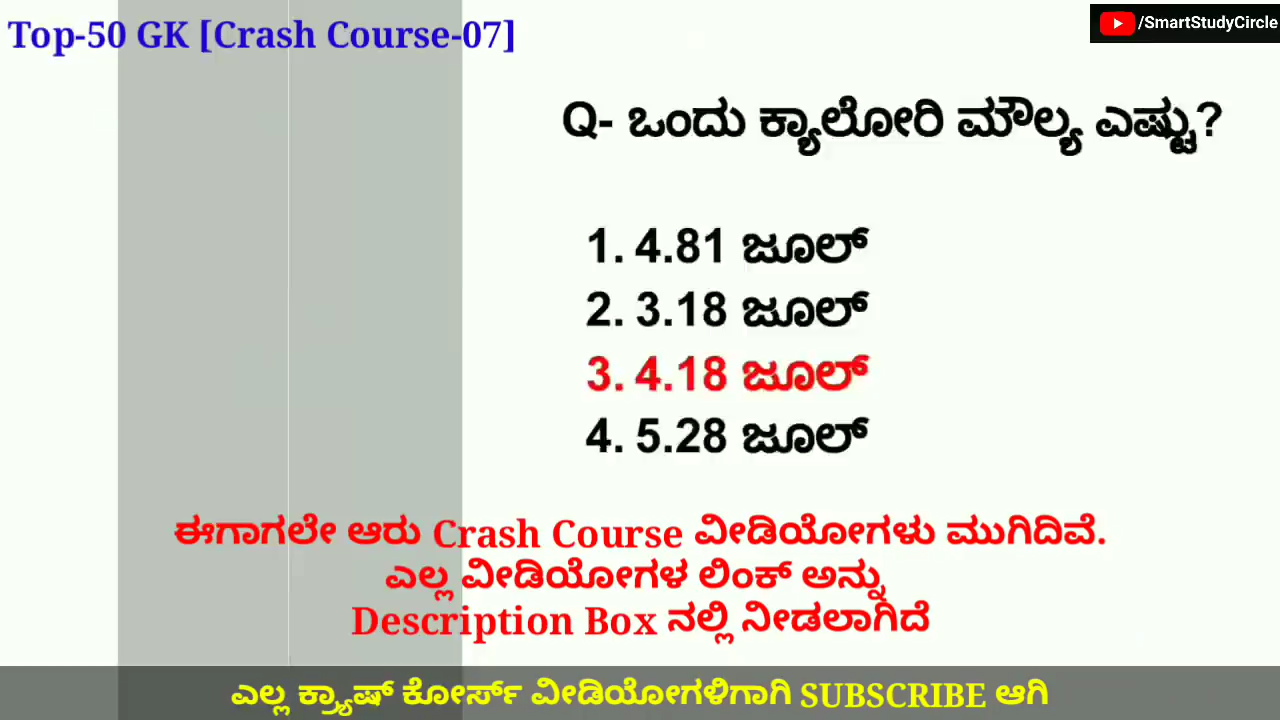 Top-50 GK [Crash Course-07]
/SmartStudyCircle
Q- ಒಂದು ಕ್ಯಾಲೋರಿ ಮೌಲ್ಯ ಎಷ್ಟು?
1. 4.81 ಜೂಲ್
2. 3.18 ಜೂಲ್
3. 4.18 ಜೂಲ್
4. 5.28 ಜೂಲ್
ಈಗಾಗಲೇ ಆರು Crash Course ವೀಡಿಯೋಗಳು ಮುಗಿದಿವೆ.
ಎಲ್ಲ ವೀಡಿಯೋಗಳ ಲಿಂಕ್ ಅನ್ನು
Description Box ನಲ್ಲಿ ನೀಡಲಾಗಿದೆ
ಎಲ್ಲ ಕ್ರ್ಯಾಷ್ ಕೋರ್ಸ್ ವೀಡಿಯೋಗಳಿಗಾಗಿ SUBSCRIBE ಆಗಿ